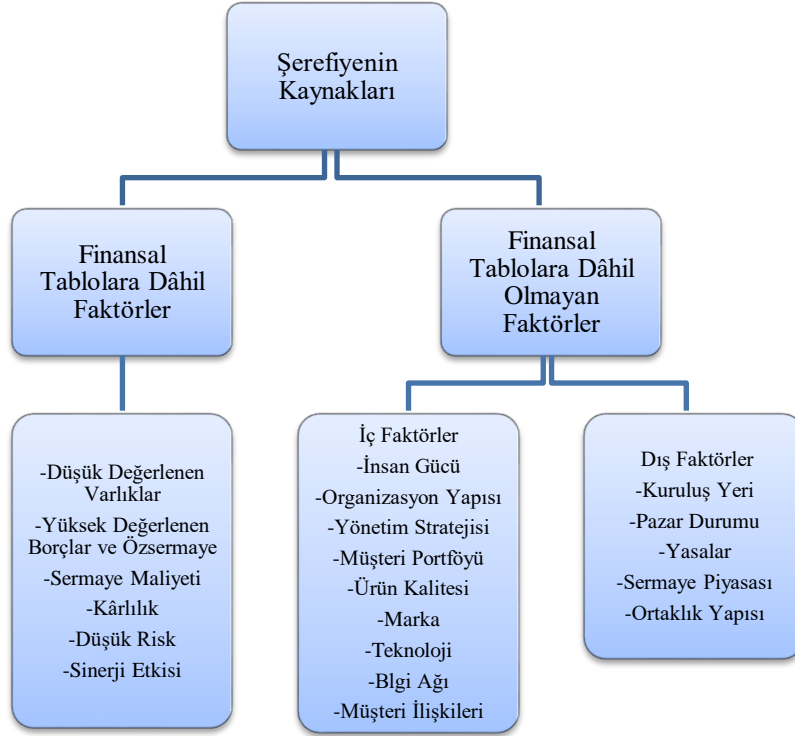 Şerefiyenin
Kaynakları
Finansal
Tablolara Dâhil
Faktörler
Finansal
Tablolara Dâhil
Olmayan
Faktörler
-Düşük Değerlenen
Varlıklar
-Yüksek Değerlenen
Borçlar ve Özsermaye
-Sermaye Maliyeti
-Kârlılık
-Düşük Risk
-Sinerji Etkisi
İç Faktörler
-İnsan Gücü
-Organizasyon Yapısı
-Yönetim Stratejisi
-Müşteri Portföyü
-Ürün Kalitesi
-Marka
-Teknoloji
-Blgi Ağı
-Müşteri İlişkileri
Dış Faktörler
-Kuruluş Yeri
-Pazar Durumu
-Yasalar
-Sermaye Piyasası
-Ortaklık Yapısı